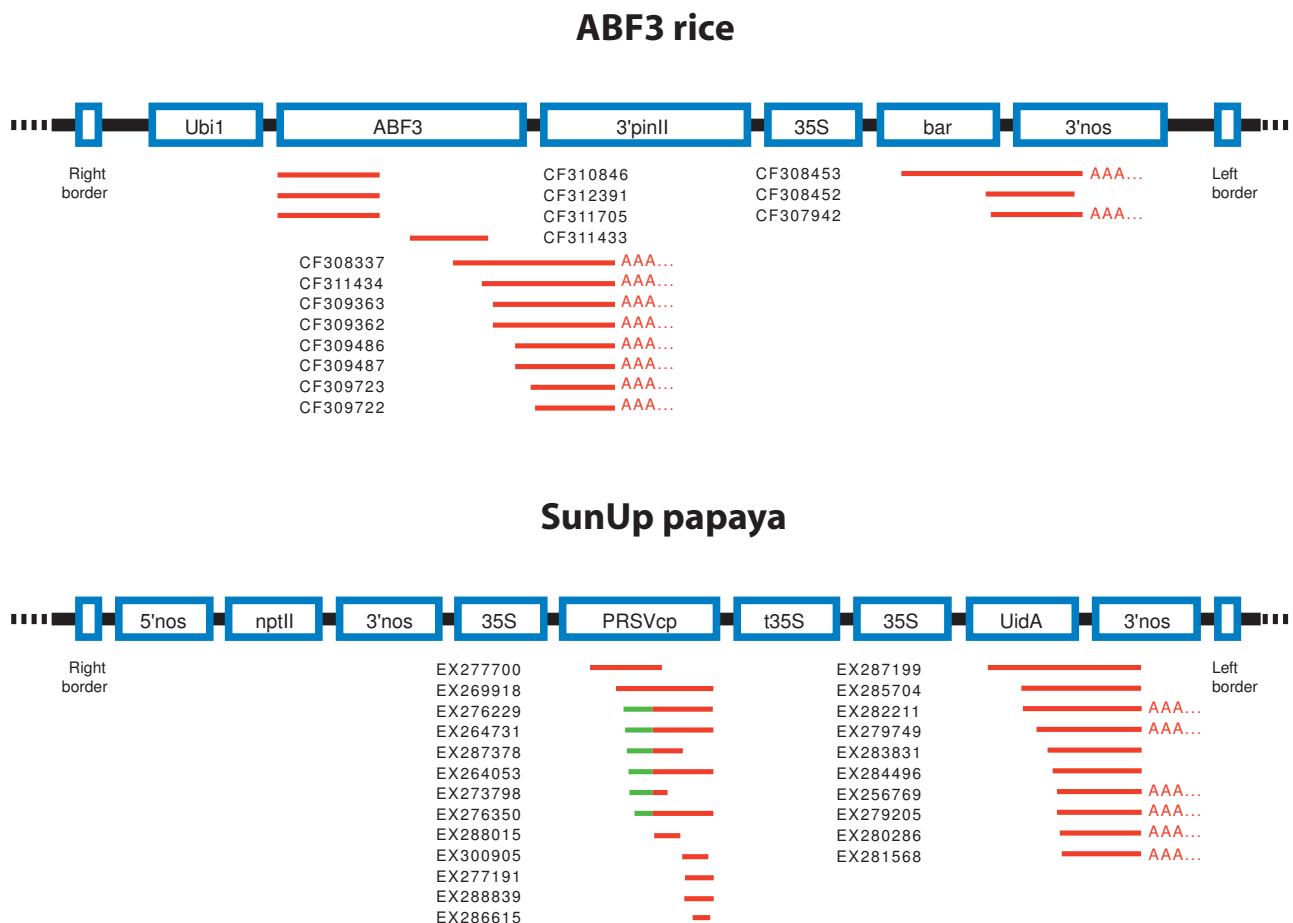 ABF3 rice
Ubi1 ABF3 3'pinII 35S bar 3'nos
Right border
Left border
CF310846
CF312391
CF311705
CF311433
CF308453 AAA...
CF308452
CF307942 AAA...
CF308337 AAA...
CF311434 AAA...
CF309363 AAA...
CF309362 AAA...
CF309486 AAA...
CF309487 AAA...
CF309723 AAA...
CF309722 AAA...
SunUp papaya
5'nos nptII 3'nos 35S PRSVcp t35S 35S UidA 3'nos
Right border
Left border
EX277700
EX269918
EX276229
EX264731
EX287378
EX264053
EX273798
EX276350
EX288015
EX300905
EX277191
EX288839
EX286615
EX287199
EX285704
EX282211 AAA...
EX279749 AAA...
EX283831
EX284496
EX256769 AAA...
EX279205 AAA...
EX280286 AAA...
EX281568 AAA...